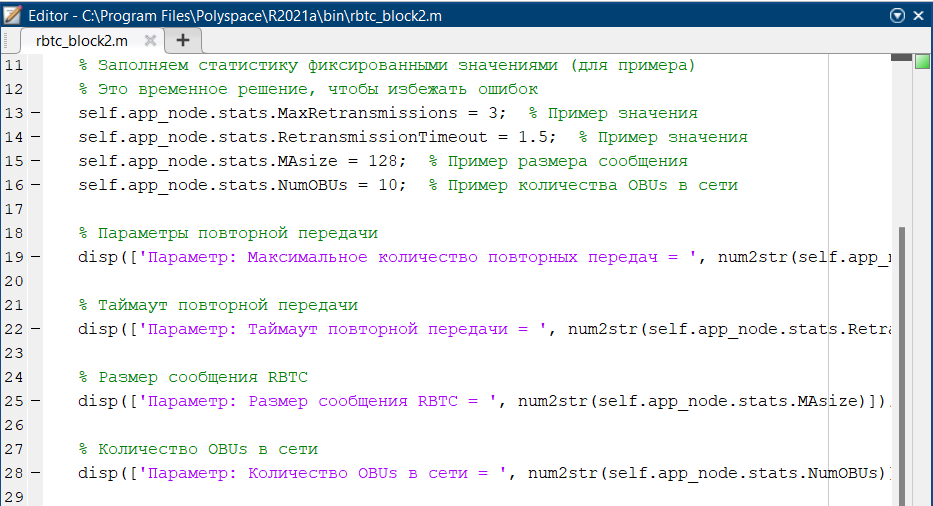 Editor - C:\Program Files\Polyspace\R2021a\bin\rbtc_block2.m
rbtc_block2.m
11 % Заполняем статистику фиксированными значениями (для примера)
12 % Это временное решение, чтобы избежать ошибок
13 – self.app_node.stats.MaxRetransmissions = 3; % Пример значения
14 – self.app_node.stats.RetransmissionTimeout = 1.5; % Пример значения
15 – self.app_node.stats.MAsize = 128; % Пример размера сообщения
16 – self.app_node.stats.NumOBUs = 10; % Пример количества OBUs в сети
17
18 % Параметры повторной передачи
19 – disp(['Параметр: Максимальное количество повторных передач = ', num2str(self.app_
20
21 % Таймаут повторной передачи
22 – disp(['Параметр: Таймаут повторной передачи = ', num2str(self.app_node.stats.Retra
23
24 % Размер сообщения RBTC
25 – disp(['Параметр: Размер сообщения RBTC = ', num2str(self.app_node.stats.MAsize)])
26
27 % Количество OBUs в сети
28 – disp(['Параметр: Количество OBUs в сети = ', num2str(self.app_node.stats.NumOBUs)
29